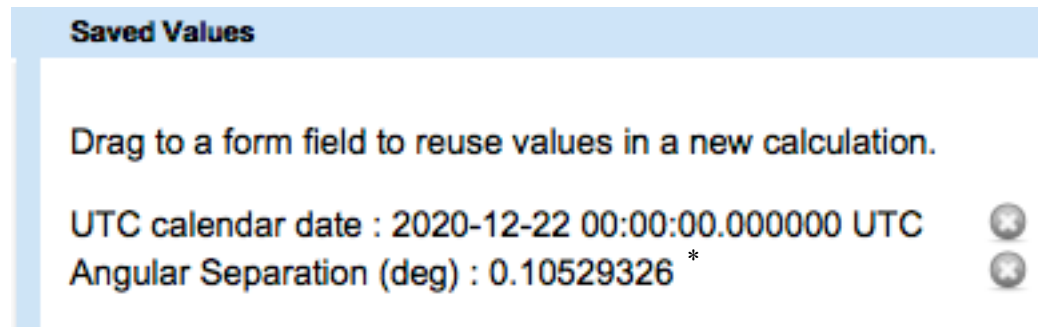 Saved Values
Drag to a form field to reuse values in a new calculation.
UTC calendar date : 2020-12-22 00:00:00.000000 UTC
Angular Separation (deg) : 0.10529326 *